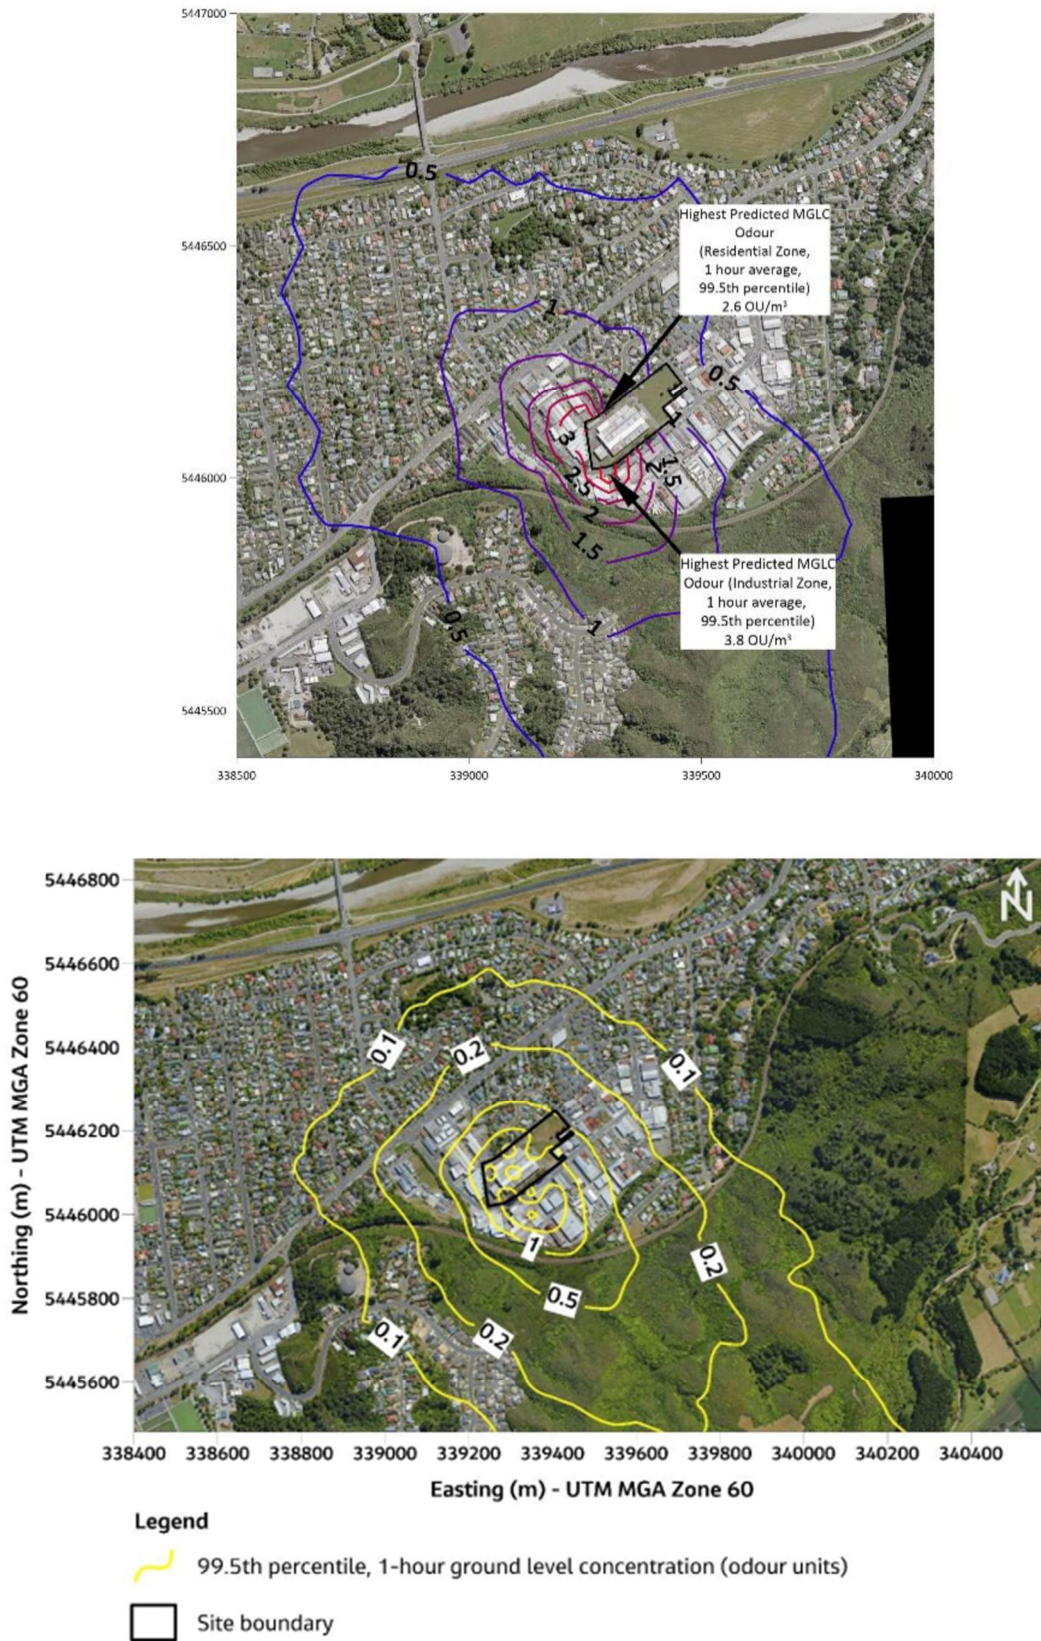 5447000
0.5
Highest Predicted MGLC
Odour
(Residential Zone,
1 hour average,
99.5th percentile)
2.6 OU/m³
5446500
1
0.5
1
3
2.5
2
1.5
5446000
2
1.5
Highest Predicted MGLC
Odour (Industrial Zone,
1 hour average,
99.5th percentile)
3.8 OU/m³
0.5
1
5445500
338500
339000
339500
340000
5446800
N
5446600
5446400
0.1
0.2
0.1
5446200
5446000
1
0.2
5445800
0.5
0.1
0.2
5445600
Northing (m) - UTM MGA Zone 60
338400 338600 338800 339000 339200 339400 339600 339800 340000 340200 340400
Easting (m) - UTM MGA Zone 60
Legend
99.5th percentile, 1-hour ground level concentration (odour units)
Site boundary